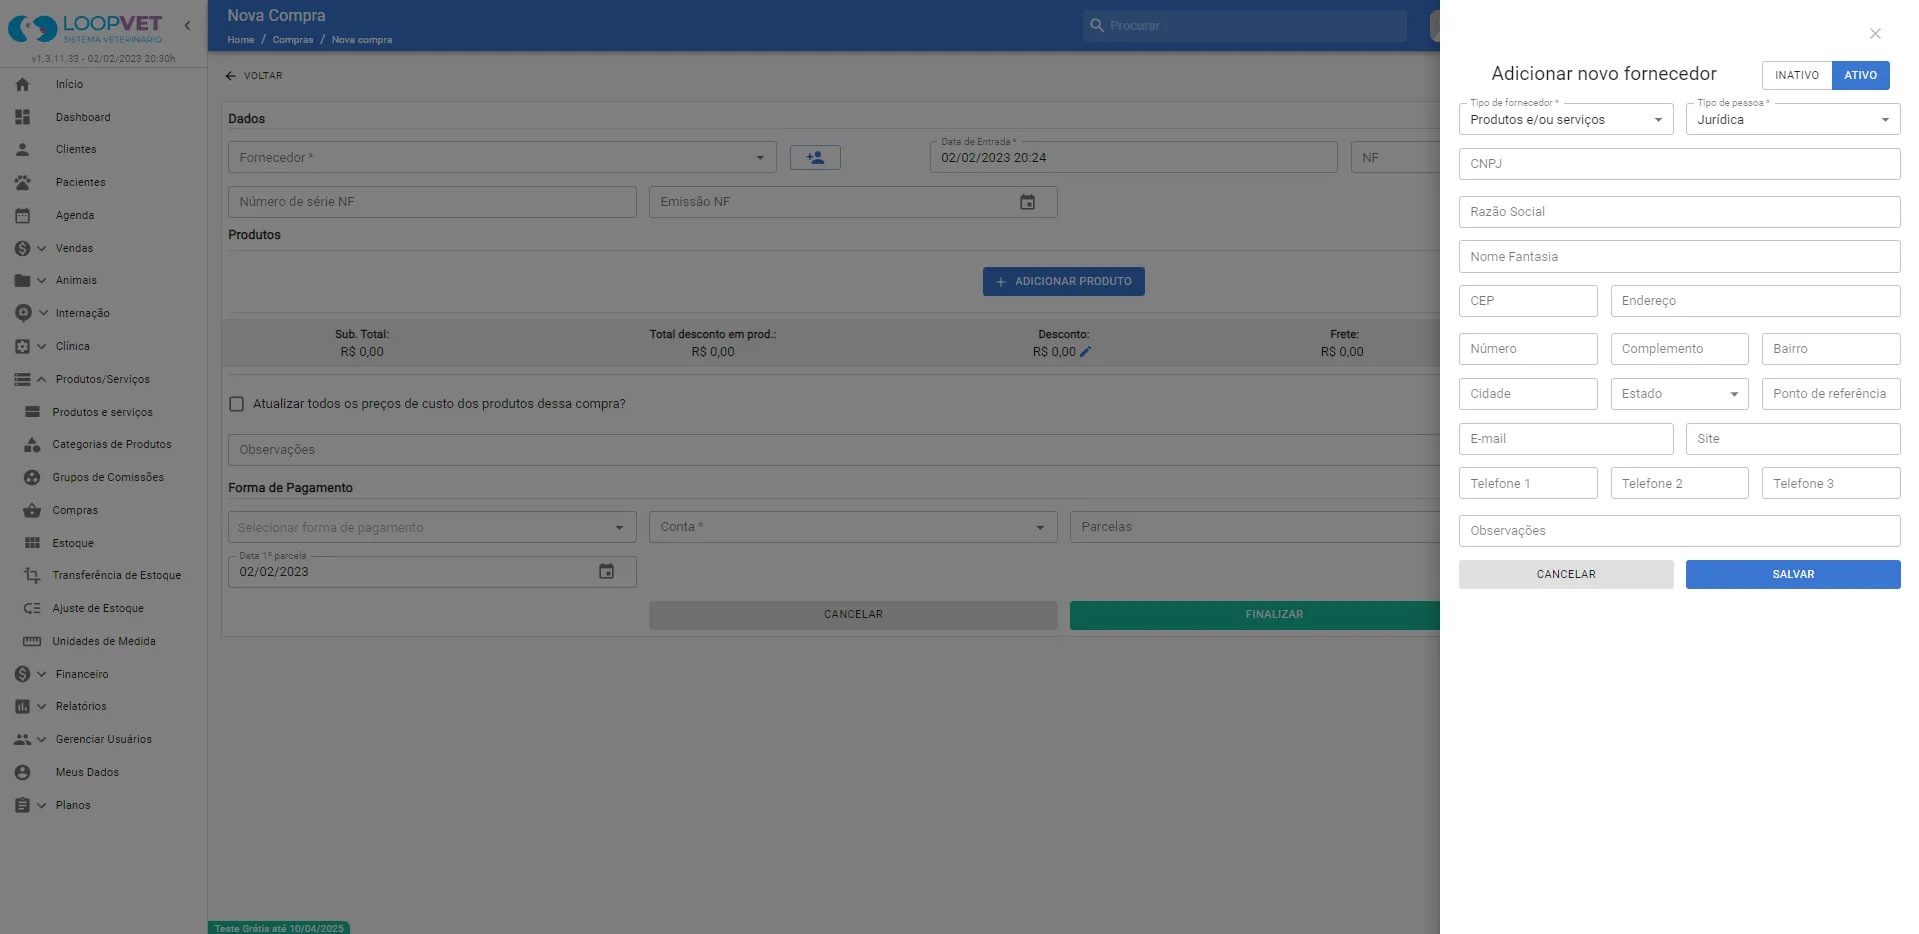 LOOPVET
SISTEMA VETERINÁRIO
v1.3.11.33 - 02/02/2023 20:30h
Início
Dashboard
Clientes
Pacientes
Agenda
Vendas
Animais
Internação
Clínica
Produtos/Serviços
Produtos e serviços
Categorias de Produtos
Grupos de Comissões
Compras
Estoque
Transferência de Estoque
Ajuste de Estoque
Unidades de Medida
Financeiro
Relatórios
Gerenciar Usuários
Meus Dados
Planos
Nova Compra
Home / Compras / Nova compra
Procurar
VOLTAR
Dados
Fornecedor *
Data de Entrada *
02/02/2023 20:24
NF
Número de série NF
Emissão NF
Produtos
+ ADICIONAR PRODUTO
Sub. Total: Total desconto em prod.: Desconto: Frete:
R$ 0,00 R$ 0,00 R$ 0,00 R$ 0,00
Atualizar todos os preços de custo dos produtos dessa compra?
Observações
Forma de Pagamento
Selecionar forma de pagamento
Conta *
Parcelas
Data 1º parcela
02/02/2023
CANCELAR
FINALIZAR
Teste Grátis até 10/04/2025
Adicionar novo fornecedor
INATIVO ATIVO
Tipo de fornecedor * Tipo de pessoa *
Produtos e/ou serviços Jurídica
CNPJ
Razão Social
Nome Fantasia
CEP Endereço
Número Complemento Bairro
Cidade Estado Ponto de referência
E-mail Site
Telefone 1 Telefone 2 Telefone 3
Observações
CANCELAR SALVAR